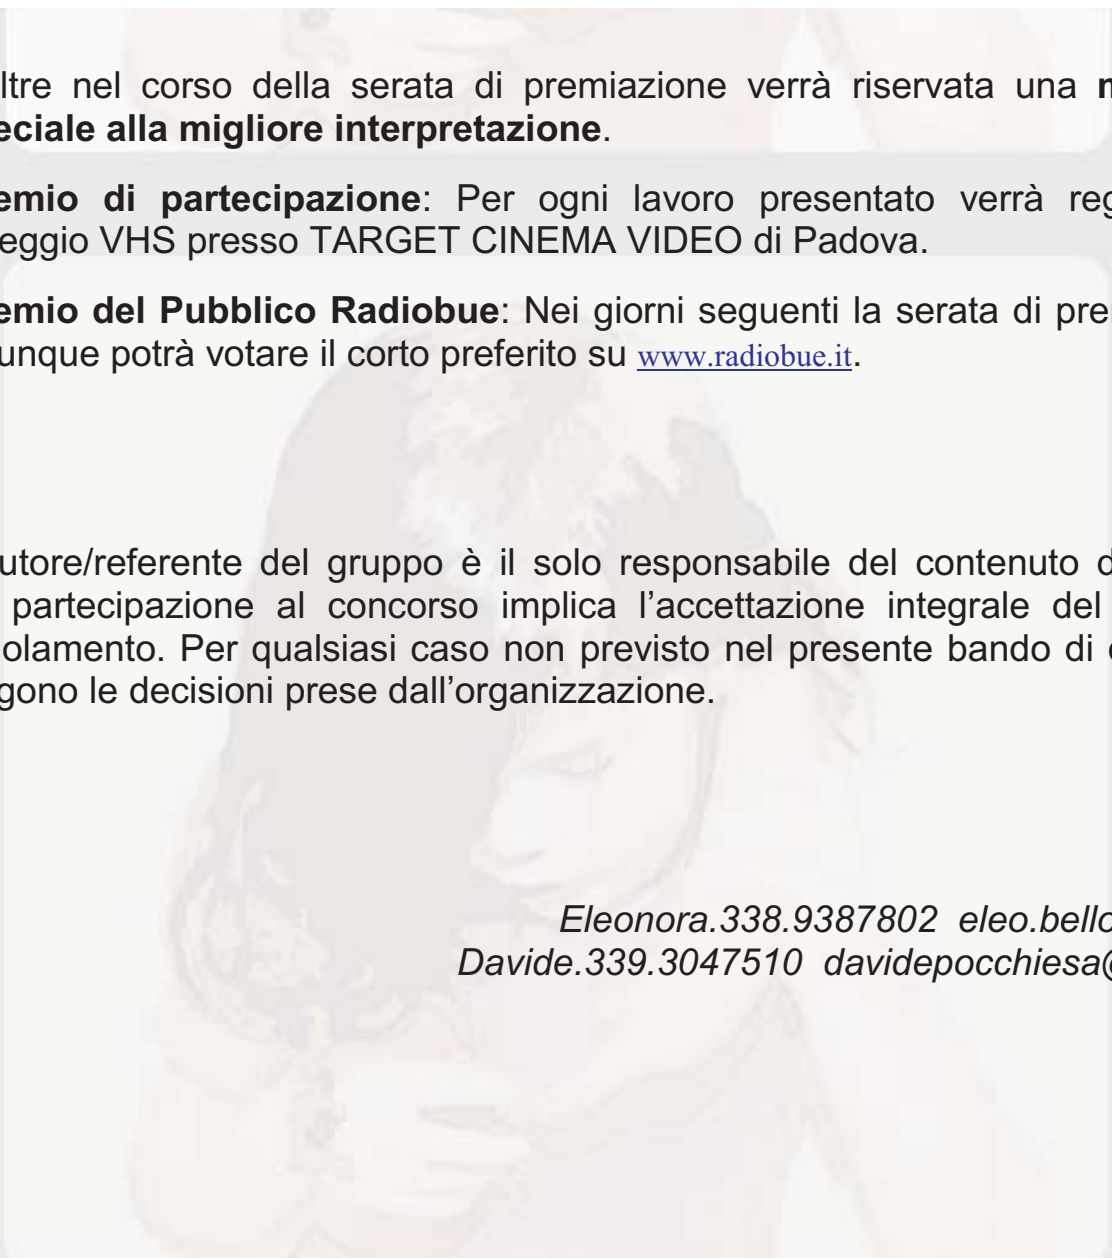 ltre nel corso della serata di premiazione verrà riservata una
eciale alla migliore interpretazione.
emio di partecipazione: Per ogni lavoro presentato verrà reg
eggio VHS presso TARGET CINEMA VIDEO di Padova.
emio del Pubblico Radiobue: Nei giorni seguenti la serata di pre
unque potrà votare il corto preferito su www.radiobue.it.
utore/referente del gruppo è il solo responsabile del contenuto d
partecipazione al concorso implica l’accettazione integrale del
olamento. Per qualsiasi caso non previsto nel presente bando di
gono le decisioni prese dall’organizzazione.
Eleonora.338.9387802 eleo.bello
Davide.339.3047510 davidepocchiesa@